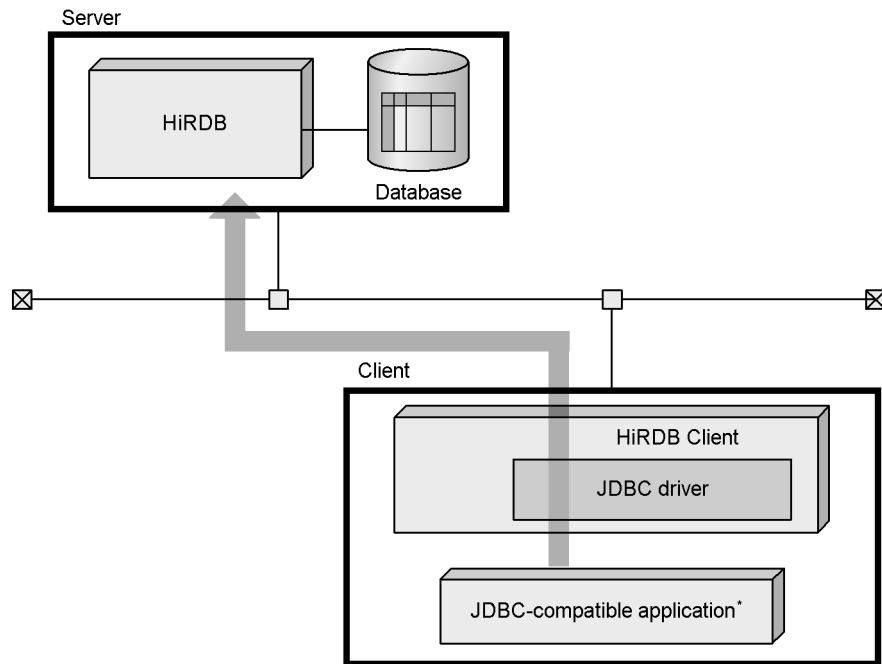 Server
HiRDB
Database
Client
HiRDB Client
JDBC driver
JDBC-compatible application*